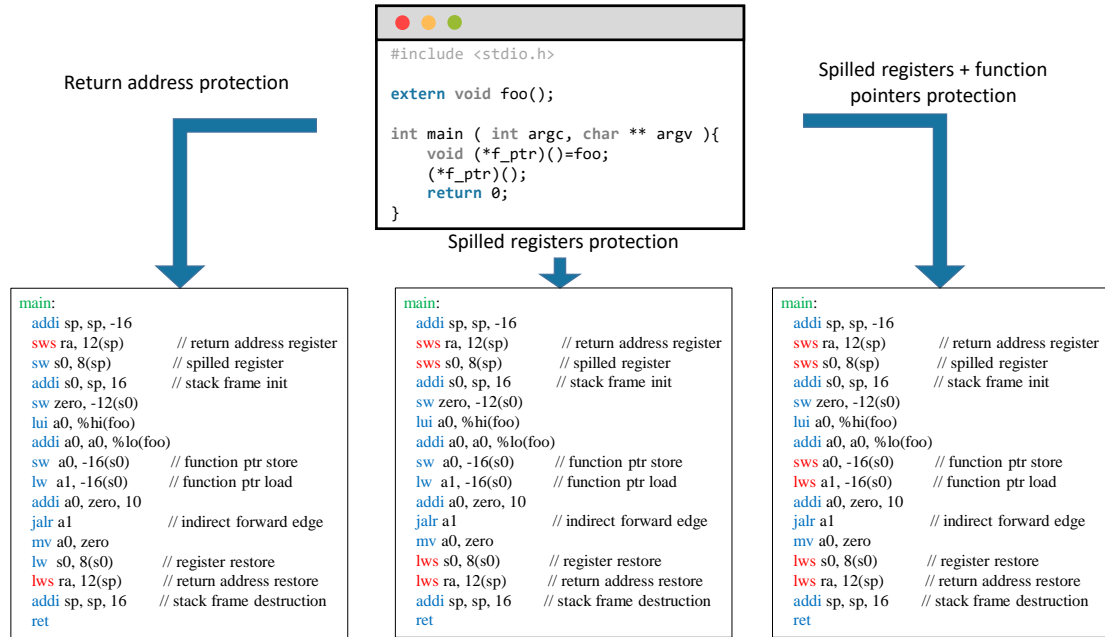 Return address protection
#include <stdio.h>
extern void foo();
int main ( int argc, char ** argv ){
void (*f_ptr)()=foo;
(*f_ptr)();
return 0;
}
Spilled registers + function
pointers protection
Spilled registers protection
main:
addi sp, sp, -16
sws ra, 12(sp) // return address register
sw s0, 8(sp) // spilled register
addi s0, sp, 16 // stack frame init
sw zero, -12(s0)
lui a0, %hi(foo)
addi a0, a0, %lo(foo)
sw a0, -16(s0) // function ptr store
lw a1, -16(s0) // function ptr load
addi a0, zero, 10
jalr a1 // indirect forward edge
mv a0, zero
lw s0, 8(s0) // register restore
lws ra, 12(sp) // return address restore
addi sp, sp, 16 // stack frame destruction
ret
main:
addi sp, sp, -16
sws ra, 12(sp) // return address register
sws s0, 8(sp) // spilled register
addi s0, sp, 16 // stack frame init
sw zero, -12(s0)
lui a0, %hi(foo)
addi a0, a0, %lo(foo)
sw a0, -16(s0) // function ptr store
lw a1, -16(s0) // function ptr load
addi a0, zero, 10
jalr a1 // indirect forward edge
mv a0, zero
lws s0, 8(s0) // register restore
lws ra, 12(sp) // return address restore
addi sp, sp, 16 // stack frame destruction
ret
main:
addi sp, sp, -16
sws ra, 12(sp) // return address register
sws s0, 8(sp) // spilled register
addi s0, sp, 16 // stack frame init
sw zero, -12(s0)
lui a0, %hi(foo)
addi a0, a0, %lo(foo)
sws a0, -16(s0) // function ptr store
lws a1, -16(s0) // function ptr load
addi a0, zero, 10
jalr a1 // indirect forward edge
mv a0, zero
lws s0, 8(s0) // register restore
lws ra, 12(sp) // return address restore
addi sp, sp, 16 // stack frame destruction
ret